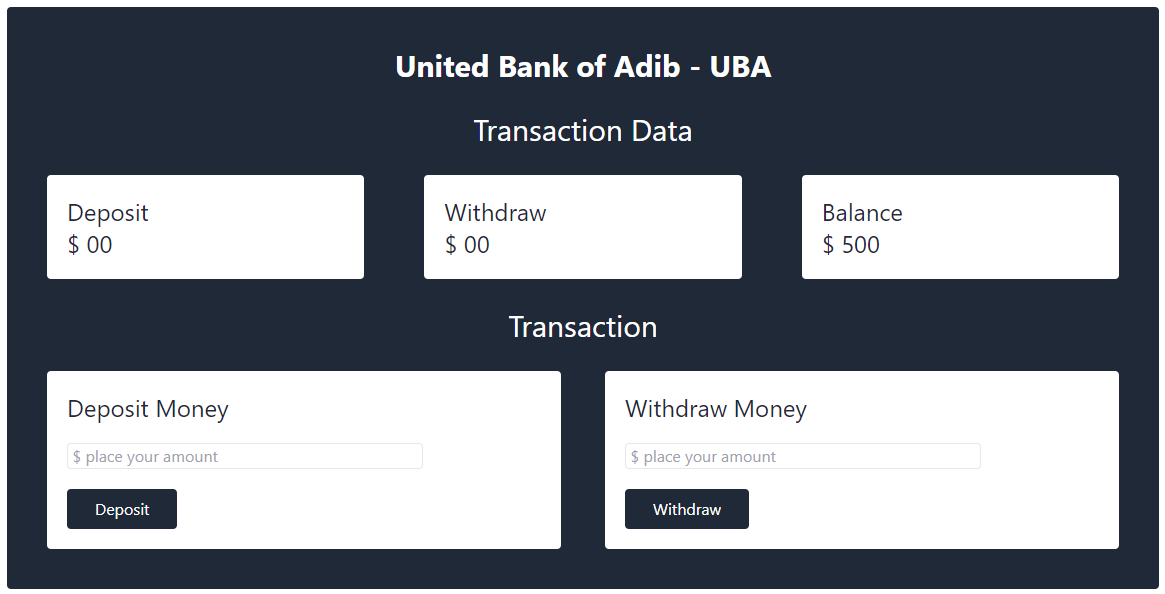 United Bank of Adib - UBA
Transaction Data
Deposit
$ 00
Withdraw
$ 00
Balance
$ 500
Transaction
Deposit Money
$ place your amount
Deposit
Withdraw Money
$ place your amount
Withdraw